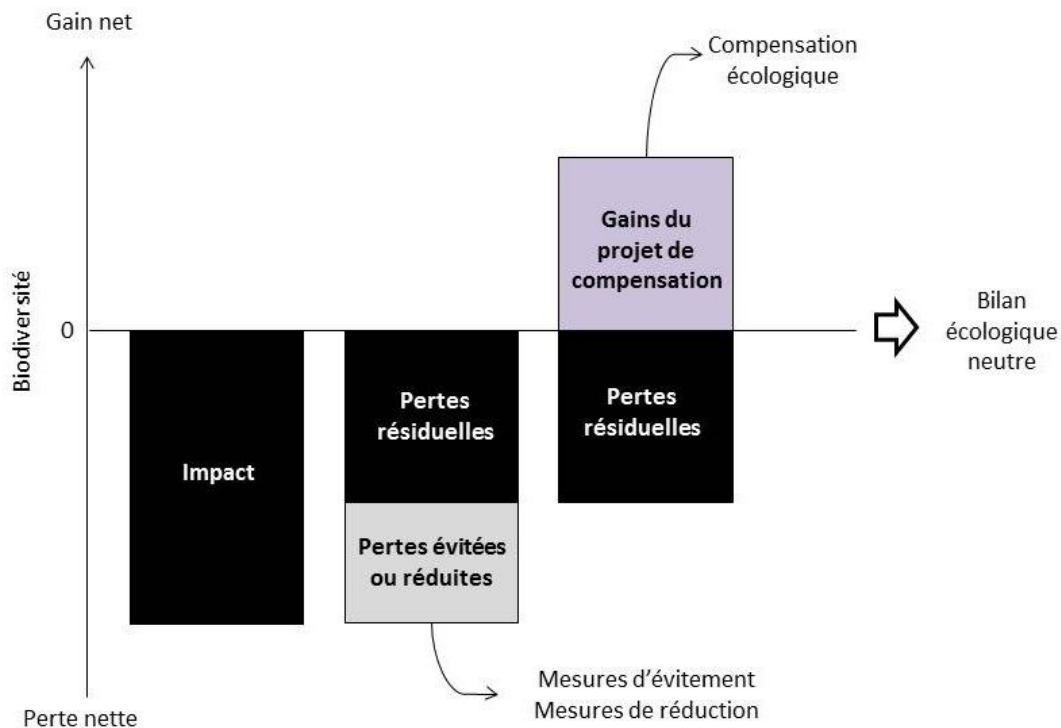 Gain net
Compensation
écologique
Gains du
projet de
compensation
Biodiversité
0
Bilan
écologique
neutre
Pertes
résiduelles
Pertes
résiduelles
Impact
Pertes évitées
ou réduites
Mesures d'évitement
Mesures de réduction
Perte nette